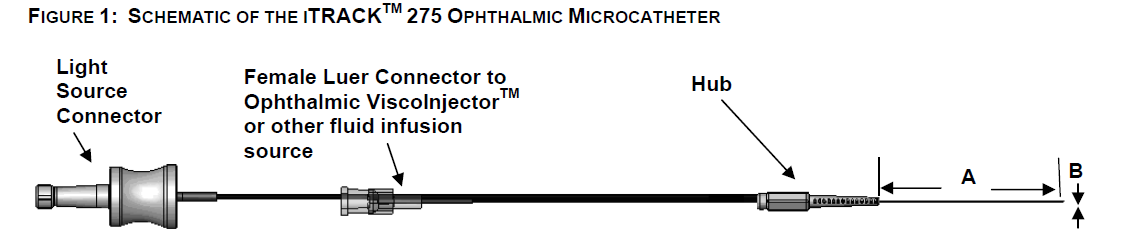 FIGURE 1: SCHEMATIC OF THE ITRACK™ 275 OPHTHALMIC MICROCATHETER
Light
Source
Connector
Female Luer Connector to
Ophthalmic ViscoInjector™
or other fluid infusion
source
Hub
A
B